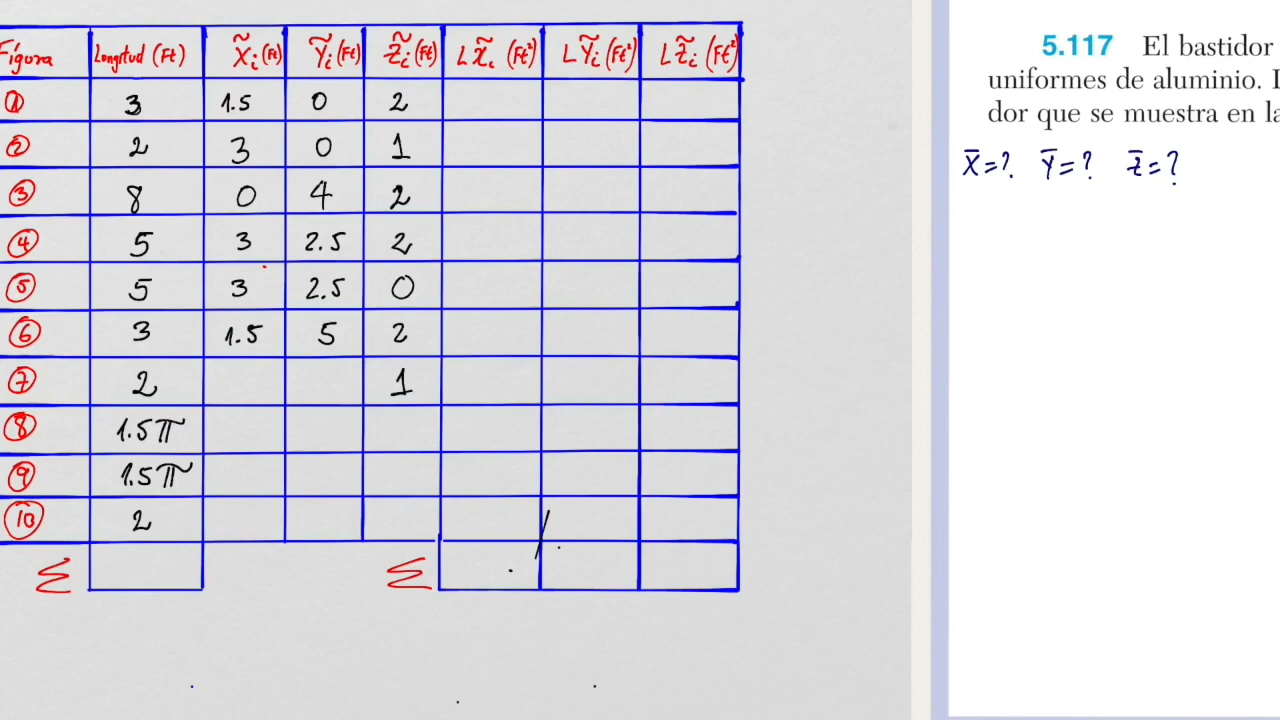 Figura Longitud (Ft) X̃i (Ft) Ỹi (Ft) Z̃i (Ft) LX̃i (Ft²) LỸi (Ft²) LZ̃i (Ft²)
① 3 1.5 0 2
② 2 3 0 1
③ 8 0 4 2
④ 5 3 2.5 2
⑤ 5 3 2.5 0
⑥ 3 1.5 5 2
⑦ 2 1
⑧ 1.5π
⑨ 1.5π
⑩ 2
Σ Σ
5.117 El bastidor
uniformes de aluminio. L
dor que se muestra en la
X̄=? Ȳ=? Z̄=?